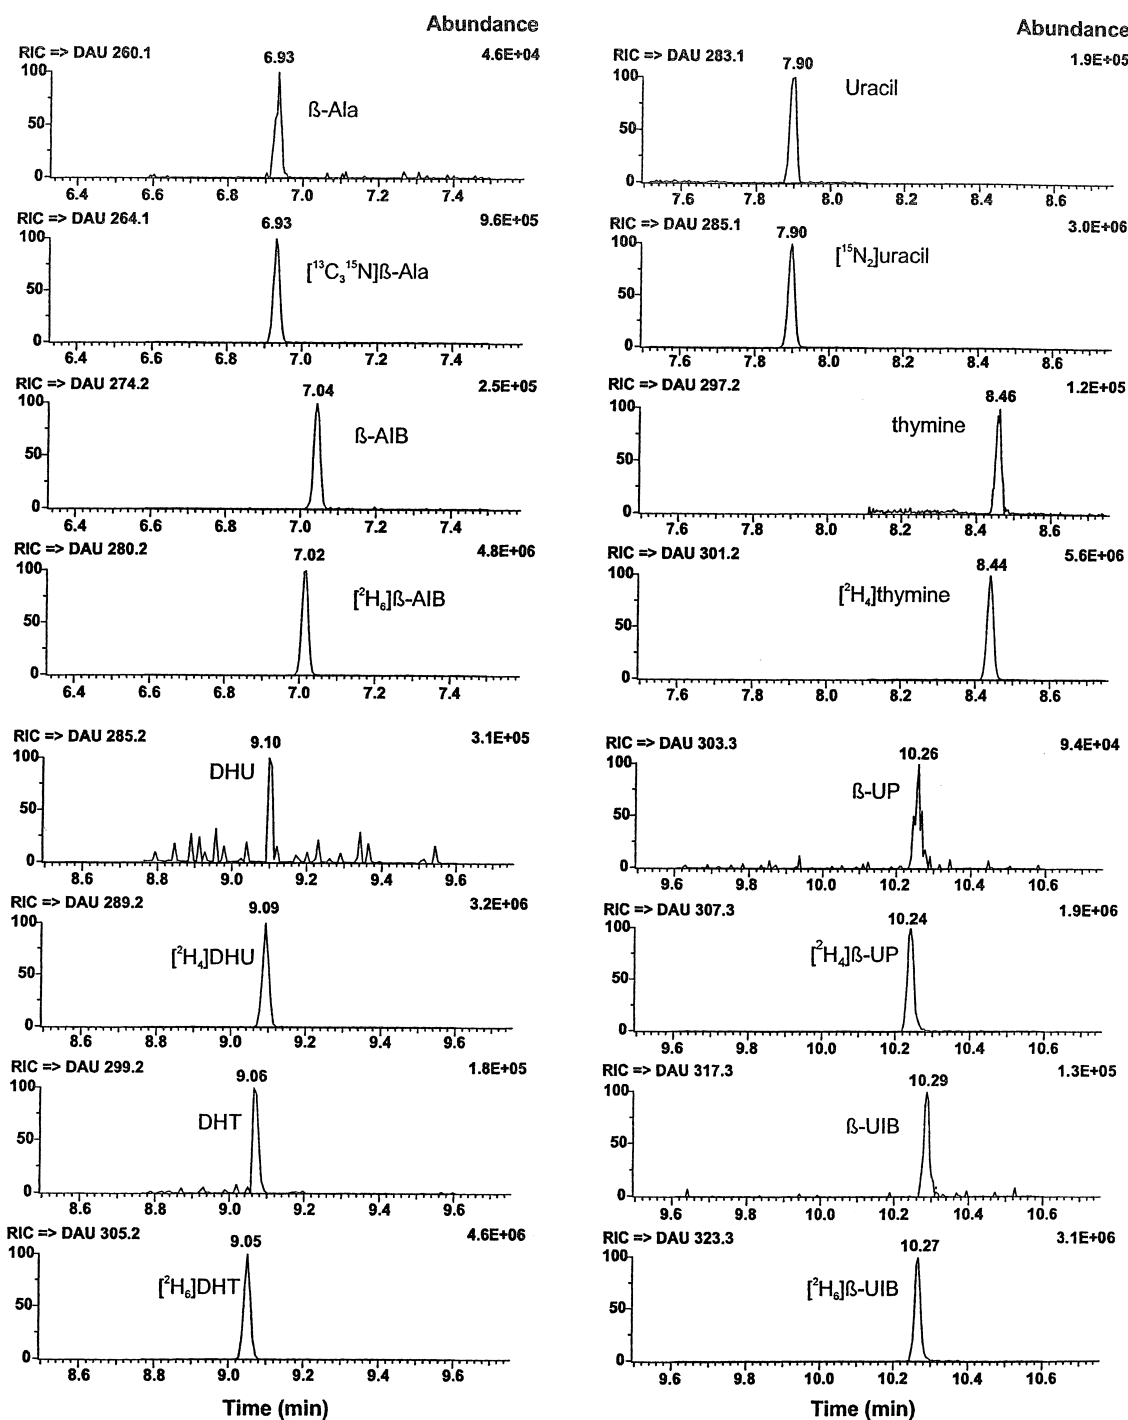 Abundance
RIC => DAU 260.1 6.93 4.6E+04
100
ß-Ala
50
0
6.4 6.6 6.8 7.0 7.2 7.4
RIC => DAU 264.1 6.93 9.6E+05
100
[¹³C₃¹⁵N]ß-Ala
50
0
6.4 6.6 6.8 7.0 7.2 7.4
RIC => DAU 274.2 7.04 2.5E+05
100
ß-AIB
50
0
6.4 6.6 6.8 7.0 7.2 7.4
RIC => DAU 280.2 7.02 4.8E+06
100
[²H₆]ß-AIB
50
0
6.4 6.6 6.8 7.0 7.2 7.4
RIC => DAU 285.2 9.10 3.1E+05
100
DHU
50
0
8.6 8.8 9.0 9.2 9.4 9.6
RIC => DAU 289.2 9.09 3.2E+06
100
[²H₄]DHU
50
0
8.6 8.8 9.0 9.2 9.4 9.6
RIC => DAU 299.2 9.06 1.8E+05
100
DHT
50
0
8.6 8.8 9.0 9.2 9.4 9.6
RIC => DAU 305.2 9.05 4.6E+06
100
[²H₆]DHT
50
0
8.6 8.8 9.0 9.2 9.4 9.6
Time (min)
Abundance
RIC => DAU 283.1 7.90 1.9E+05
100
Uracil
50
0
7.6 7.8 8.0 8.2 8.4 8.6
RIC => DAU 285.1 7.90 3.0E+06
100
[¹⁵N₂]uracil
50
0
7.6 7.8 8.0 8.2 8.4 8.6
RIC => DAU 297.2 8.46 1.2E+05
100
thymine
50
0
7.6 7.8 8.0 8.2 8.4 8.6
RIC => DAU 301.2 8.44 5.6E+06
100
[²H₄]thymine
50
0
7.6 7.8 8.0 8.2 8.4 8.6
RIC => DAU 303.3 10.26 9.4E+04
100
ß-UP
50
0
9.6 9.8 10.0 10.2 10.4 10.6
RIC => DAU 307.3 10.24 1.9E+06
100
[²H₄]ß-UP
50
0
9.6 9.8 10.0 10.2 10.4 10.6
RIC => DAU 317.3 10.29 1.3E+05
100
ß-UIB
50
0
9.6 9.8 10.0 10.2 10.4 10.6
RIC => DAU 323.3 10.27 3.1E+06
100
[²H₆]ß-UIB
50
0
9.6 9.8 10.0 10.2 10.4 10.6
Time (min)